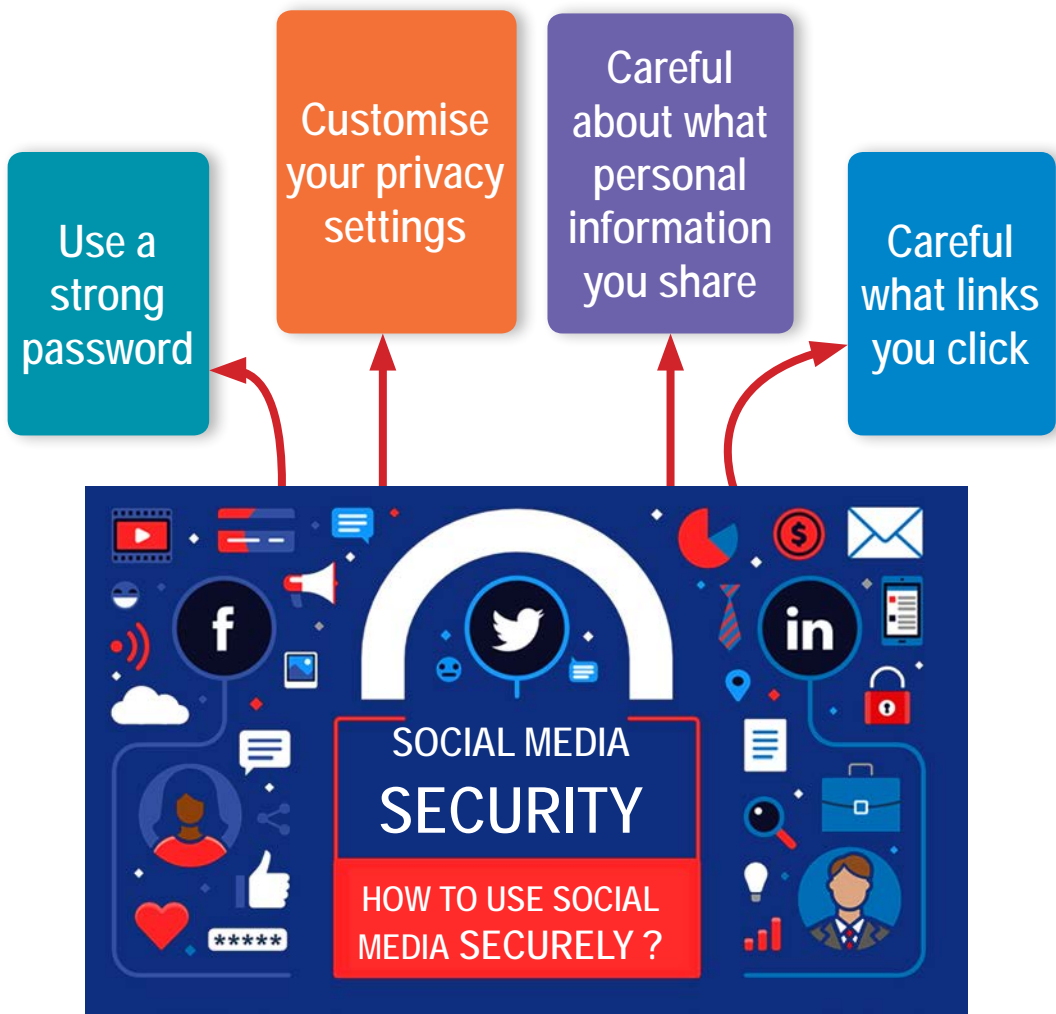 Use a
strong
password
Customise
your privacy
settings
Careful
about what
personal
information
you share
Careful
what links
you click
f
in
$
SOCIAL MEDIA
SECURITY
HOW TO USE SOCIAL
MEDIA SECURELY ?
*****